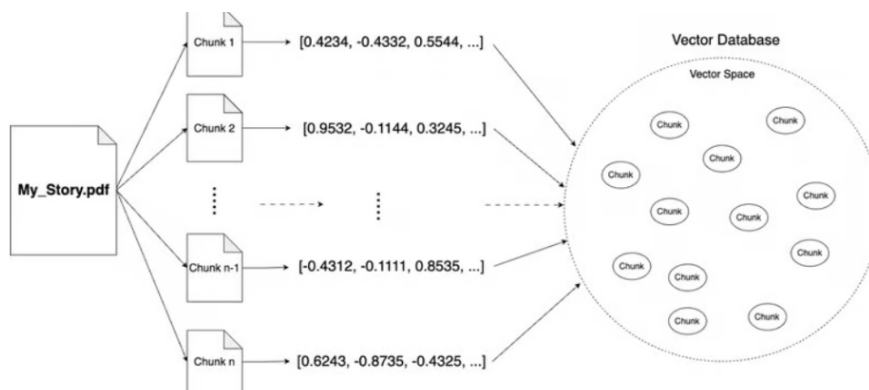 Chunk 1
[0.4234, -0.4332, 0.5544, ...]
Vector Database
Vector Space
My_Story.pdf
Chunk 2
[0.9532, -0.1144, 0.3245, ...]
Chunk n-1
[-0.4312, -0.1111, 0.8535, ...]
Chunk n
[0.6243, -0.8735, -0.4325, ...]
Chunk
Chunk
Chunk
Chunk
Chunk
Chunk
Chunk
Chunk
Chunk
Chunk
Chunk
Chunk